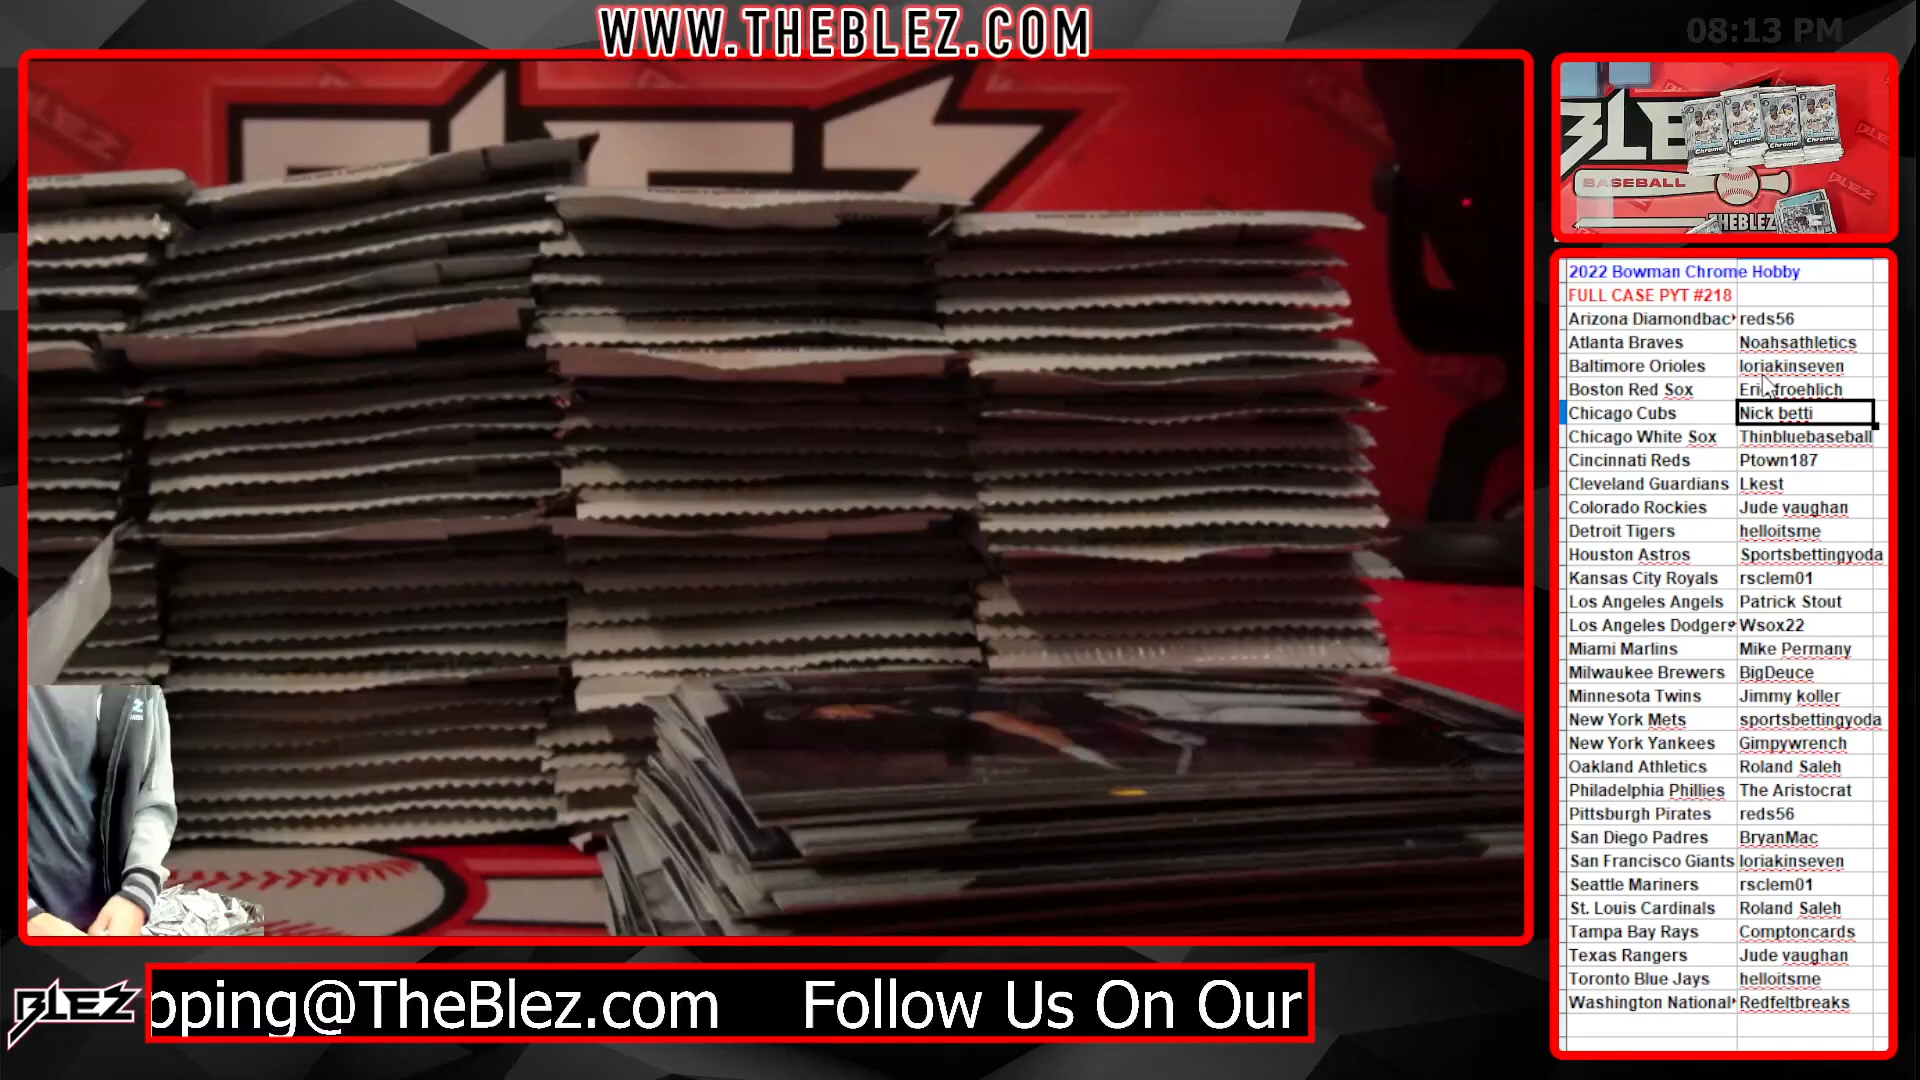 WWW.THEBLEZ.COM
08:13 PM
BLEZ
BASEBALL
THEBLEZ
Chrome
Chrome
Chrome
Chrome
2022 Bowman Chrome Hobby
FULL CASE PYT #218
Arizona Diamondbac reds56
Atlanta Braves Noahsathletics
Baltimore Orioles loriakinseven
Boston Red Sox Eric froehlich
Chicago Cubs Nick betti
Chicago White Sox Thinbluebaseball
Cincinnati Reds Ptown187
Cleveland Guardians Lkest
Colorado Rockies Jude vaughan
Detroit Tigers helloitsme
Houston Astros Sportsbettingyoda
Kansas City Royals rsclem01
Los Angeles Angels Patrick Stout
Los Angeles Dodgers Wsox22
Miami Marlins Mike Permany
Milwaukee Brewers BigDeuce
Minnesota Twins Jimmy koller
New York Mets sportsbettingyoda
New York Yankees Gimpywrench
Oakland Athletics Roland Saleh
Philadelphia Phillies The Aristocrat
Pittsburgh Pirates reds56
San Diego Padres BryanMac
San Francisco Giants loriakinseven
Seattle Mariners rsclem01
St. Louis Cardinals Roland Saleh
Tampa Bay Rays Comptoncards
Texas Rangers Jude vaughan
Toronto Blue Jays helloitsme
Washington National Redfeltbreaks
BLEZ
pping@TheBlez.com Follow Us On Our